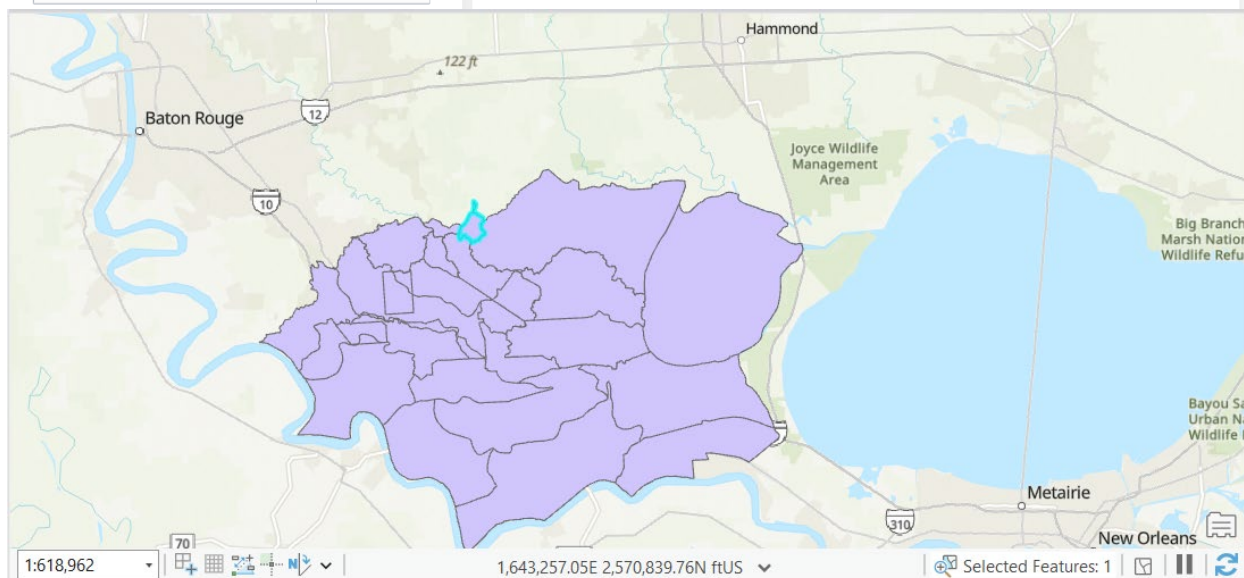 Hammond
122 ft
12
Baton Rouge
Joyce Wildlife
Management
Area
10
Big Branch
Marsh Nation
Wildlife Refu
Bayou Sa
Urban Na
Wildlife
Metairie
310
New Orleans
70
1:618,962
N
1,643,257.05E 2,570,839.76N ftUS
Selected Features: 1